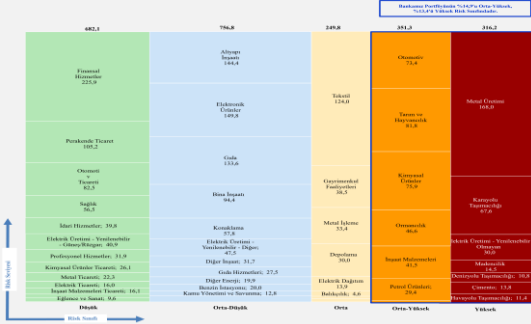 Bankamız Portföyünün %14,9'u Orta-Yüksek,
%13,4'ü Yüksek Risk Sınıfındadır.
682,1
756,8
249,8
351,3
316,2
Finansal
Hizmetler
225,9
Perakende Ticaret
105,2
Otomotiv
ve
Ticareti
82,3
Sağlık
56,5
İdari Hizmetler; 39,8
Elektrik Üretimi - Yenilenebilir
- Güneş/Rüzgar; 40,9
Profesyonel Hizmetler; 31,9
Kimyasal Ürünler Ticareti; 26,1
Metal Ticareti; 22,3
Elektrik Ticareti; 16,0
İnşaat Malzemeleri Ticareti; 16,1
Eğlence ve Sanat; 9,6
Altyapı
İnşaatı
144,4
Elektronik
Ürünler
149,8
Gıda
133,6
Bina İnşaatı
94,4
Konaklama
57,8
Elektrik Üretimi -
Yenilenebilir - Diğer;
47,5
Diğer İnşaat; 31,7
Gıda Hizmetleri; 27,5
Diğer Enerji; 19,9
Benzin İstasyonu; 20,0
Kamu Yönetimi ve Savunma; 12,8
Tekstil
124,0
Gayrimenkul
Faaliyetleri
38,5
Metal İşleme
33,4
Depolama
30,0
Elektrik Dağıtım
13,9
Balıkçılık; 4,6
Otomotiv
73,4
Tarım ve
Hayvancılık
81,6
Kimyasal
Ürünler
75,9
Ormancılık
46,6
İnşaat Malzemeleri
41,5
Petrol Ürünleri;
29,4
Metal Üretimi
168,0
Karayolu
Taşımacılığı
67,6
Elektrik Üretimi - Yenilenebilir
Olmayan
30,0
Madencilik
14,5
Denizyolu Taşımacılığı; 10,8
Çimento; 13,8
Havayolu Taşımacılığı; 11,4
Düşük
Orta-Düşük
Orta
Orta-Yüksek
Yüksek
Risk Seviyesi
Risk Sınıfı